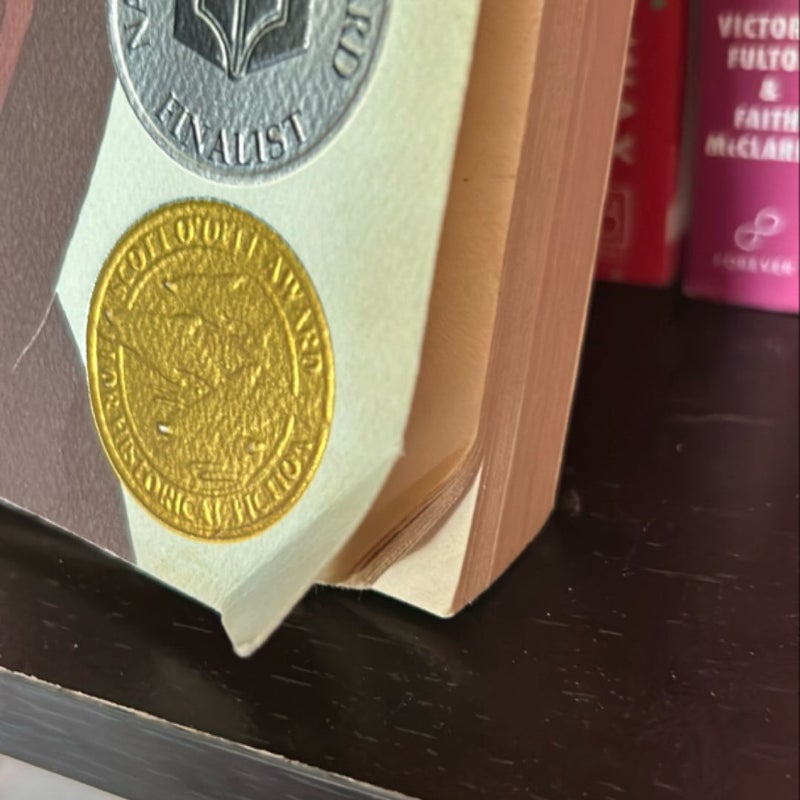 FINALIST
SCOTT O'DELL AWARD
FOR HISTORICAL FICTION
VICTOR
FULTO
&
FAITH
McCLAR
FOREVER